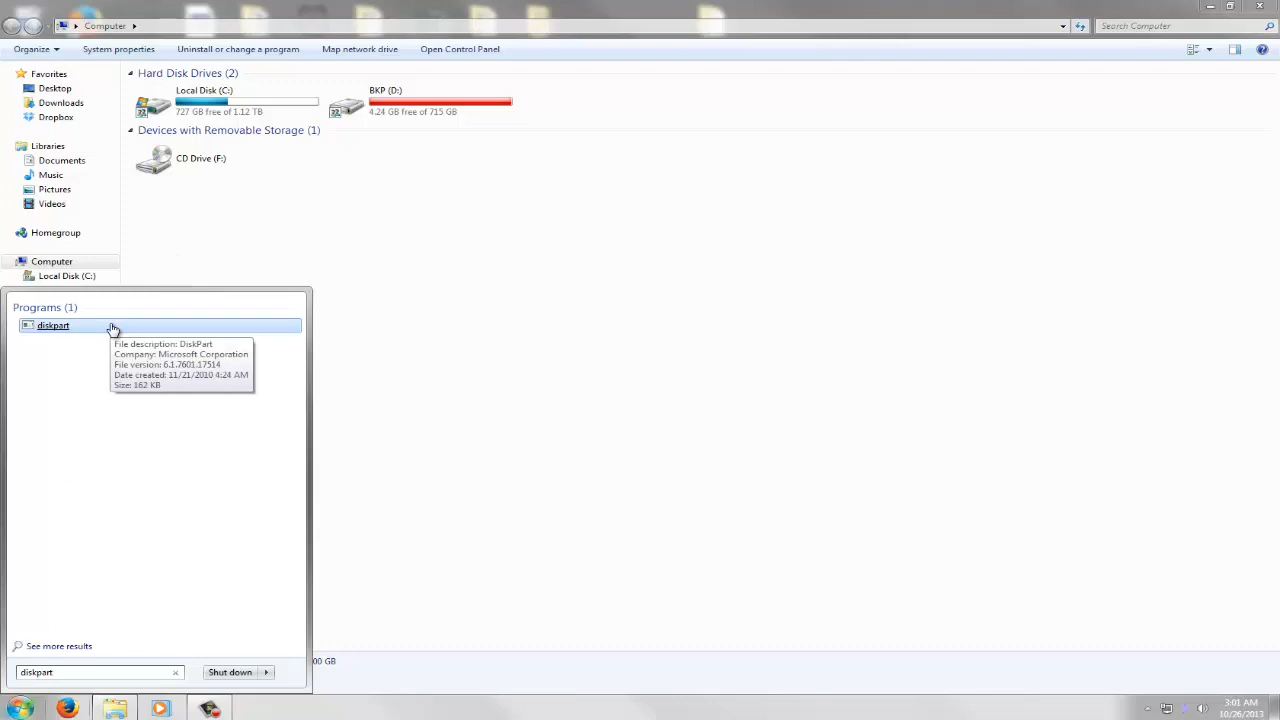 Computer
Search Computer
Organize
System properties
Uninstall or change a program
Map network drive
Open Control Panel
Favorites
Desktop
Downloads
Dropbox
Libraries
Documents
Music
Pictures
Videos
Homegroup
Computer
Local Disk (C:)
Hard Disk Drives (2)
Local Disk (C:)
727 GB free of 1.12 TB
BKP (D:)
4.24 GB free of 715 GB
Devices with Removable Storage (1)
CD Drive (F:)
Programs (1)
diskpart
File description: DiskPart
Company: Microsoft Corporation
File version: 6.1.7601.17514
Date created: 11/21/2010 4:24 AM
Size: 162 KB
See more results
00 GB
diskpart
Shut down
3:01 AM
10/26/2013